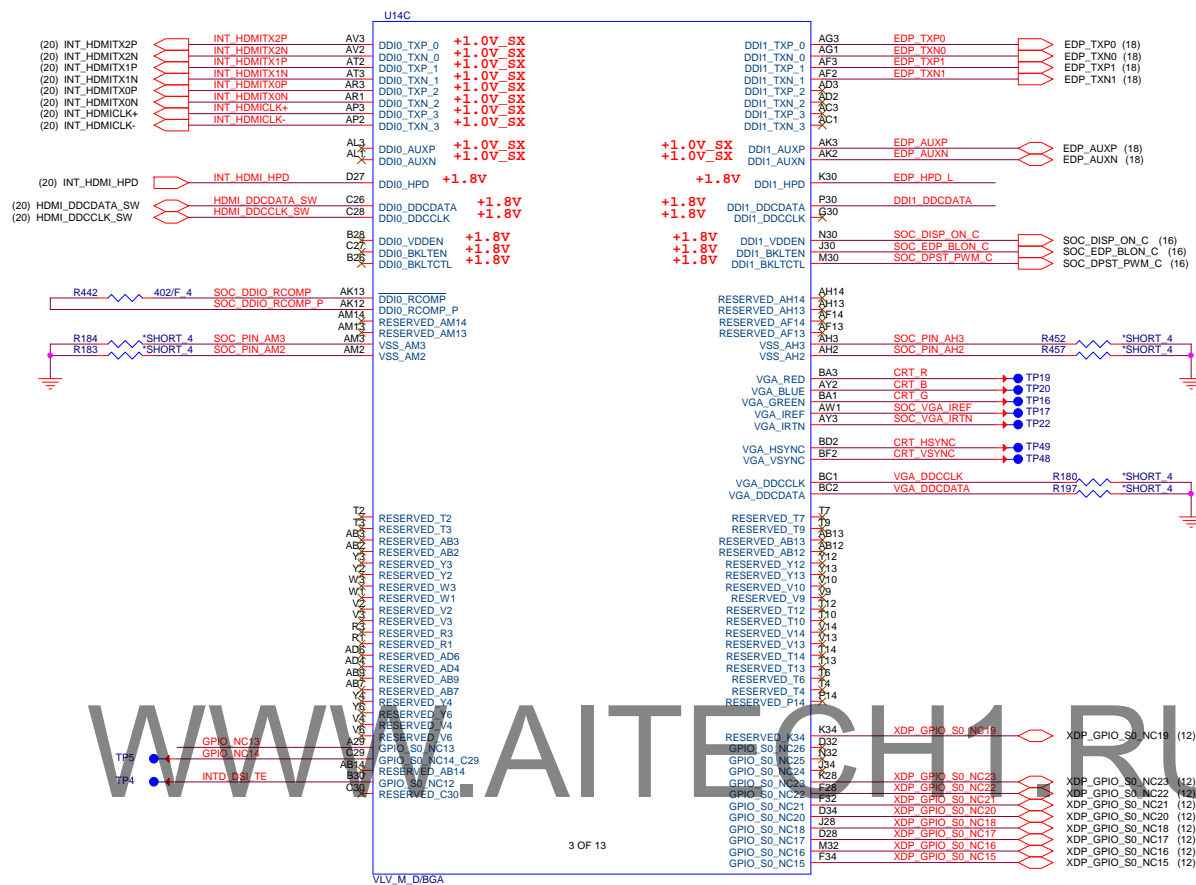 U14C
(20) INT_HDMITX2P INT_HDMITX2P AV3 DDI0_TXP_0 +1.0V_SX DDI1_TXP_0 AG3 EDP_TXP0 EDP_TXP0 (18)
(20) INT_HDMITX2N INT_HDMITX2N AV2 DDI0_TXN_0 +1.0V_SX DDI1_TXN_0 AG1 EDP_TXN0 EDP_TXN0 (18)
(20) INT_HDMITX1P INT_HDMITX1P AT2 DDI0_TXP_1 +1.0V_SX DDI1_TXP_1 AF3 EDP_TXP1 EDP_TXP1 (18)
(20) INT_HDMITX1N INT_HDMITX1N AT3 DDI0_TXN_1 +1.0V_SX DDI1_TXN_1 AF2 EDP_TXN1 EDP_TXN1 (18)
(20) INT_HDMITX0P INT_HDMITX0P AR3 DDI0_TXP_2 +1.0V_SX DDI1_TXP_2 AD3
(20) INT_HDMITX0N INT_HDMITX0N AR1 DDI0_TXN_2 +1.0V_SX DDI1_TXN_2 AD2
(20) INT_HDMICLK+ INT_HDMICLK+ AP3 DDI0_TXP_3 +1.0V_SX DDI1_TXP_3 AC3
(20) INT_HDMICLK- INT_HDMICLK- AP2 DDI0_TXN_3 +1.0V_SX DDI1_TXN_3 AC1
AL3 DDI0_AUXP +1.0V_SX +1.0V_SX DDI1_AUXP AK3 EDP_AUXP EDP_AUXP (18)
AL1 DDI0_AUXN +1.0V_SX +1.0V_SX DDI1_AUXN AK2 EDP_AUXN EDP_AUXN (18)
(20) INT_HDMI_HPD INT_HDMI_HPD D27 DDI0_HPD +1.8V +1.8V DDI1_HPD K30 EDP_HPD_L
(20) HDMI_DDCDATA_SW HDMI_DDCDATA_SW C26 DDI0_DDCDATA +1.8V +1.8V DDI1_DDCDATA P30 DDI1_DDCDATA
(20) HDMI_DDCCLK_SW HDMI_DDCCLK_SW C28 DDI0_DDCCLK +1.8V +1.8V DDI1_DDCCLK G30
B28 DDI0_VDDEN +1.8V +1.8V DDI1_VDDEN N30 SOC_DISP_ON_C SOC_DISP_ON_C (16)
C27 DDI0_BKLTEN +1.8V +1.8V DDI1_BKLTEN J30 SOC_EDP_BLON_C SOC_EDP_BLON_C (16)
B26 DDI0_BKLTCTL +1.8V +1.8V DDI1_BKLTCTL M30 SOC_DPST_PWM_C SOC_DPST_PWM_C (16)
R442 402/F_4 SOC_DDIO_RCOMP AK13 DDI0_RCOMP RESERVED_AH14 AH14
SOC_DDIO_RCOMP_P AK12 DDI0_RCOMP_P RESERVED_AH13 AH13
AM14 RESERVED_AM14 RESERVED_AF14 AF14
AM13 RESERVED_AM13 RESERVED_AF13 AF13
R184 *SHORT_4 SOC_PIN_AM3 AM3 VSS_AM3 VSS_AH3 AH3 SOC_PIN_AH3 R452 *SHORT_4
R183 *SHORT_4 SOC_PIN_AM2 AM2 VSS_AM2 VSS_AH2 AH2 SOC_PIN_AH2 R457 *SHORT_4
VGA_RED BA3 CRT_R TP19
VGA_BLUE AY2 CRT_B TP20
VGA_GREEN BA1 CRT_G TP16
VGA_IREF AW1 SOC_VGA_IREF TP17
VGA_IRTN AY3 SOC_VGA_IRTN TP22
VGA_HSYNC BD2 CRT_HSYNC TP49
VGA_VSYNC BF2 CRT_VSYNC TP48
VGA_DDCCLK BC1 VGA_DDCCLK R180 *SHORT_4
VGA_DDCDATA BC2 VGA_DDCDATA R197 *SHORT_4
T2 RESERVED_T2 RESERVED_T7 T7
T3 RESERVED_T3 RESERVED_T9 T9
AB3 RESERVED_AB3 RESERVED_AB13 AB13
AB2 RESERVED_AB2 RESERVED_AB12 AB12
Y3 RESERVED_Y3 RESERVED_Y12 Y12
Y2 RESERVED_Y2 RESERVED_Y13 Y13
W3 RESERVED_W3 RESERVED_V10 V10
W1 RESERVED_W1 RESERVED_V9 V9
V2 RESERVED_V2 RESERVED_T12 T12
V3 RESERVED_V3 RESERVED_T10 T10
R3 RESERVED_R3 RESERVED_V14 V14
R1 RESERVED_R1 RESERVED_V13 V13
AD6 RESERVED_AD6 RESERVED_T14 T14
AD4 RESERVED_AD4 RESERVED_T13 T13
AB9 RESERVED_AB9 RESERVED_T6 T6
AB7 RESERVED_AB7 RESERVED_T4 T4
Y4 RESERVED_Y4 RESERVED_P14 P14
Y6 RESERVED_Y6
V4 RESERVED_V4
V6 RESERVED_V6 RESERVED_K34 K34 XDP_GPIO_S0_NC19 XDP_GPIO_S0_NC19 (12)
GPIO_NC13 A29 GPIO_S0_NC13 GPIO_S0_NC26 D32
TP5 GPIO_NC14 C29 GPIO_S0_NC14_C29 GPIO_S0_NC25 N32
AB14 RESERVED_AB14 GPIO_S0_NC24 J34
TP4 INTD_DSI_TE B30 GPIO_S0_NC12 GPIO_S0_NC23 K28 XDP_GPIO_S0_NC23 XDP_GPIO_S0_NC23 (12)
C30 RESERVED_C30 GPIO_S0_NC22 F28 XDP_GPIO_S0_NC22 XDP_GPIO_S0_NC22 (12)
GPIO_S0_NC21 F32 XDP_GPIO_S0_NC21 XDP_GPIO_S0_NC21 (12)
GPIO_S0_NC20 D34 XDP_GPIO_S0_NC20 XDP_GPIO_S0_NC20 (12)
GPIO_S0_NC18 J28 XDP_GPIO_S0_NC18 XDP_GPIO_S0_NC18 (12)
GPIO_S0_NC17 D28 XDP_GPIO_S0_NC17 XDP_GPIO_S0_NC17 (12)
GPIO_S0_NC16 M32 XDP_GPIO_S0_NC16 XDP_GPIO_S0_NC16 (12)
GPIO_S0_NC15 F34 XDP_GPIO_S0_NC15 XDP_GPIO_S0_NC15 (12)
WWW.AITECH1.RU
3 OF 13
VLV_M_D/BGA